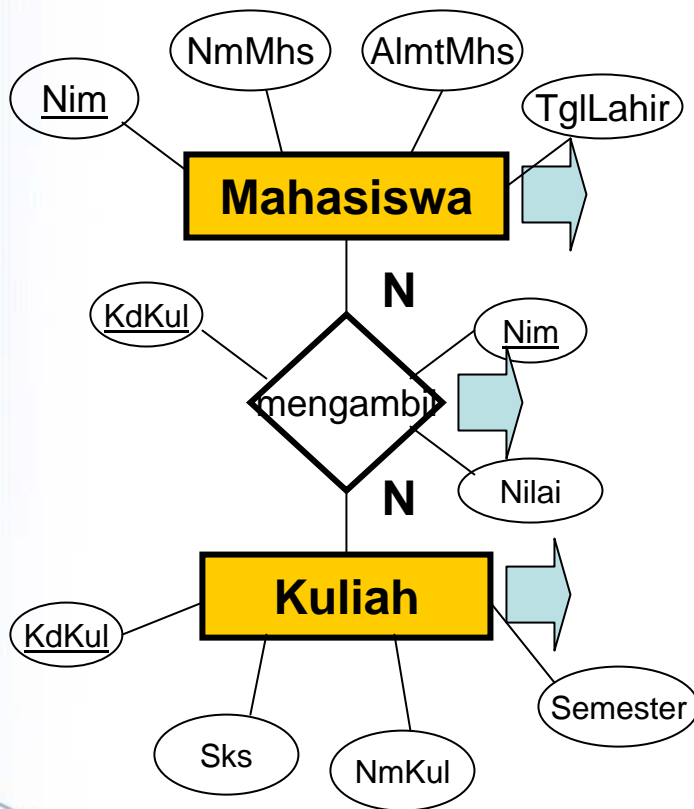 NmMhs
AlmtMhs
Nim
TglLahir
Mahasiswa
N
KdKul
Nim
mengambil
Nilai
N
Kuliah
KdKul
Semester
Sks
NmKul